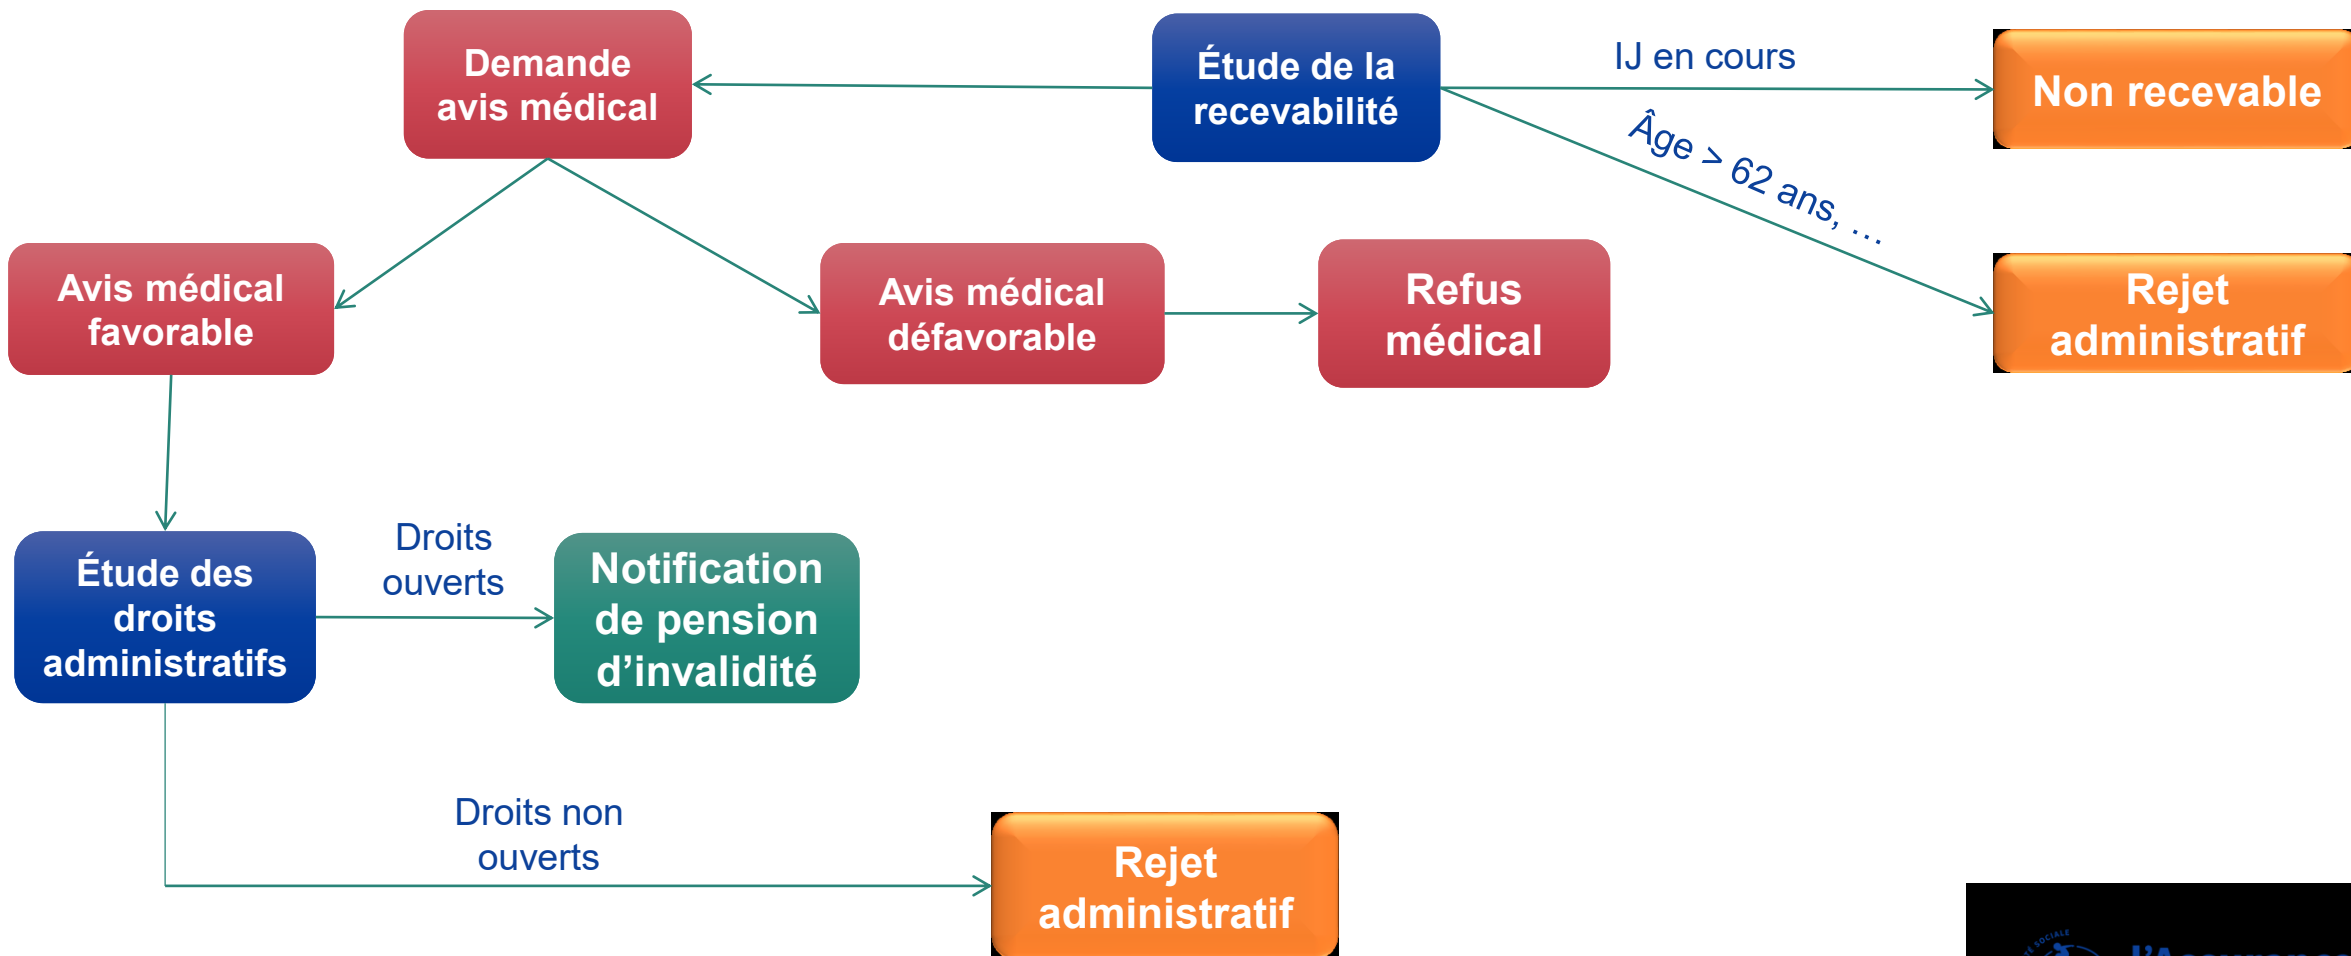 Demande
avis médical
Étude de la
recevabilité
IJ en cours
Non recevable
Âge > 62 ans, …
Avis médical
favorable
Avis médical
défavorable
Refus
médical
Rejet
administratif
Étude des
droits
administratifs
Droits
ouverts
Notification
de pension
d’invalidité
Droits non
ouverts
Rejet
administratif
SOCIALE